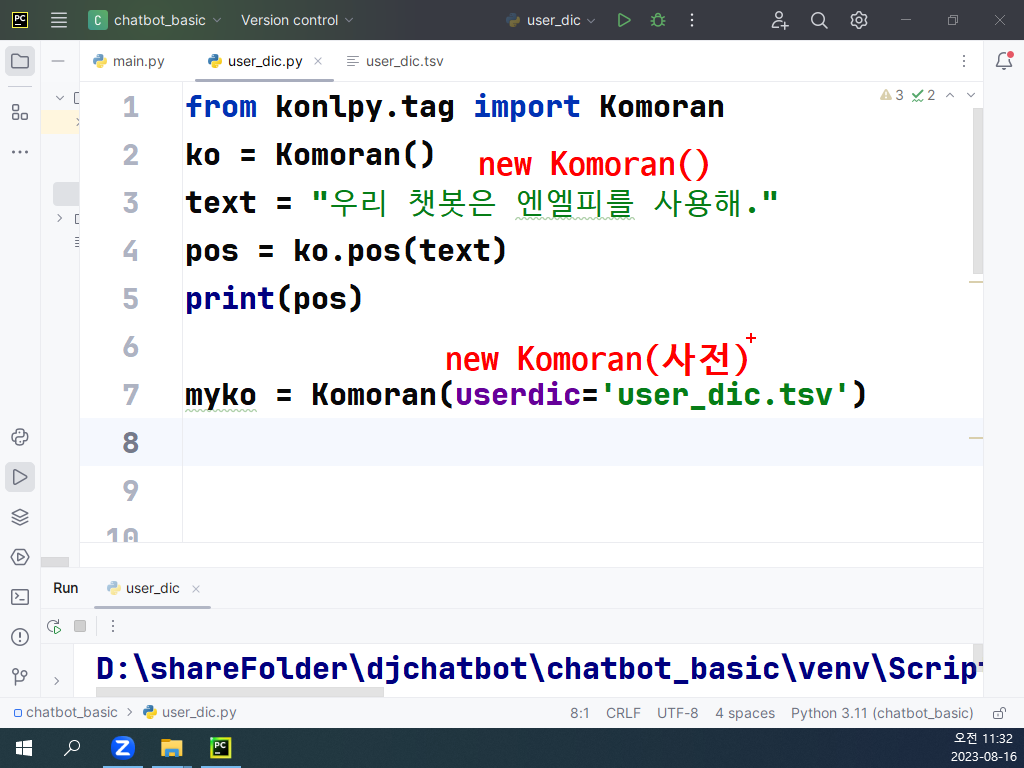 PC
C chatbot_basic Version control user_dic
main.py user_dic.py user_dic.tsv
3 2
1 from konlpy.tag import Komoran
2 ko = Komoran()
new Komoran()
3 text = "우리 챗봇은 엔엘피를 사용해."
4 pos = ko.pos(text)
5 print(pos)
6
new Komoran(사전)
7 myko = Komoran(userdic='user_dic.tsv')
8
9
10
Run user_dic
D:\shareFolder\djchatbot\chatbot_basic\venv\Script
chatbot_basic > user_dic.py 8:1 CRLF UTF-8 4 spaces Python 3.11 (chatbot_basic)
Z PC 오전 11:32
2023-08-16